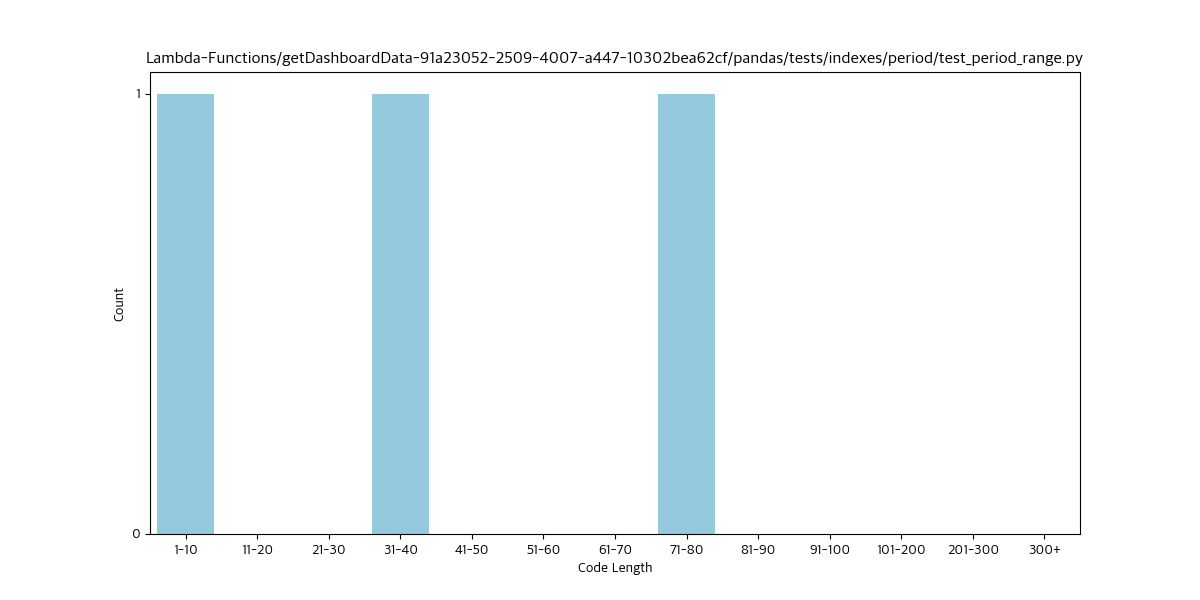 Lambda-Functions/getDashboardData-91a23052-2509-4007-a447-10302bea62cf/pandas/tests/indexes/period/test_period_range.py
1
Count
0
1-10 11-20 21-30 31-40 41-50 51-60 61-70 71-80 81-90 91-100 101-200 201-300 300+
Code Length